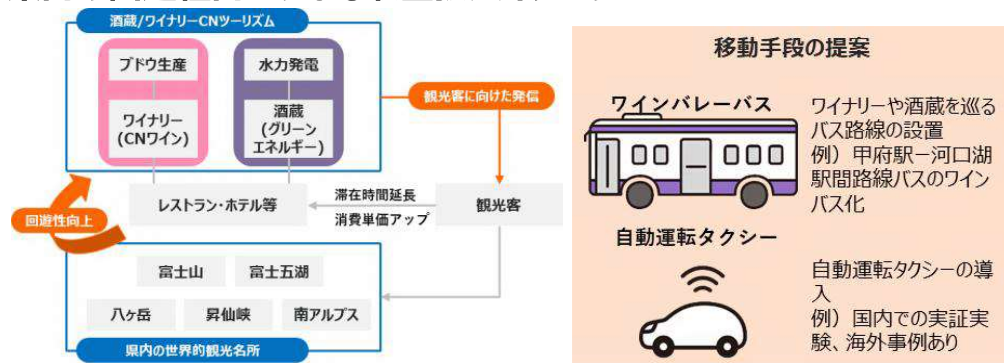 酒蔵/ワイナリーCNツーリズム
ブドウ生産
水力発電
ワイナリー
(CNワイン)
酒蔵
(グリーン
エネルギー)
観光客に向けた発信
レストラン・ホテル等
滞在時間延長
消費単価アップ
観光客
回遊性向上
富士山
富士五湖
八ヶ岳
昇仙峡
南アルプス
県内の世界的観光名所
移動手段の提案
ワインバレーバス
ワイナリーや酒蔵を巡る
バス路線の設置
例）甲府駅ー河口湖
駅間路線バスのワイン
バス化
自動運転タクシー
自動運転タクシーの導
入
例）国内での実証実
験、海外事例あり